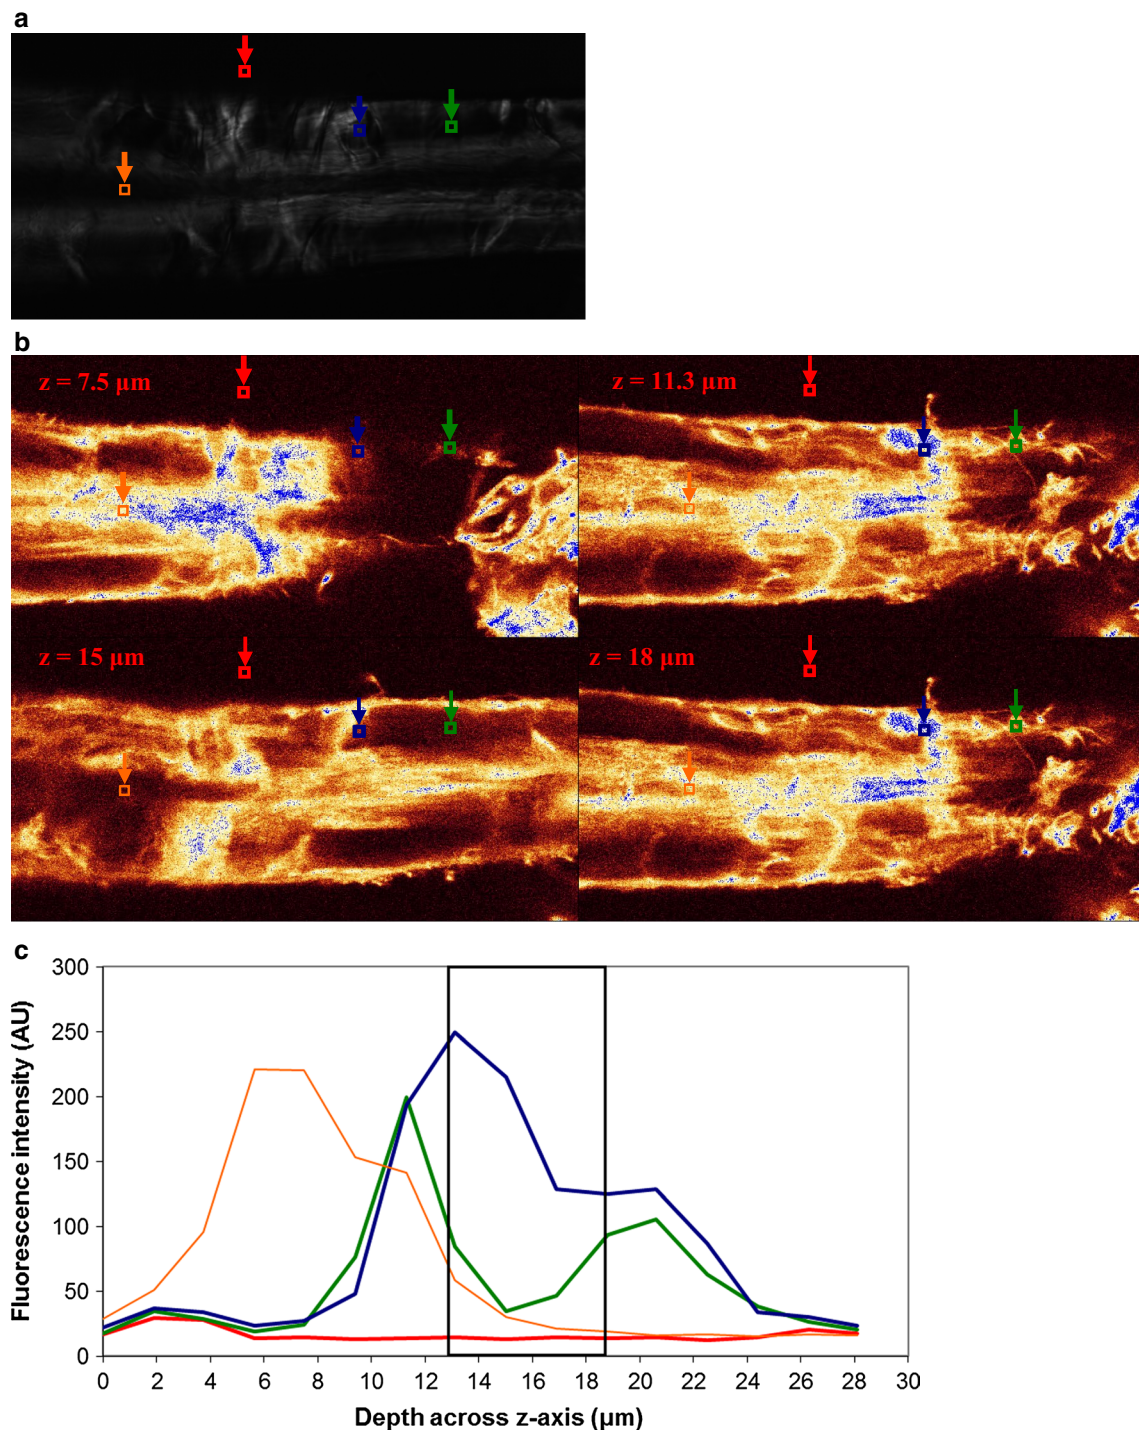 a
b
z = 7.5 µm
z = 11.3 µm
z = 15 µm
z = 18 µm
c
300
250
200
150
100
50
0
Fluorescence intensity (AU)
0 2 4 6 8 10 12 14 16 18 20 22 24 26 28 30
Depth across z-axis (µm)